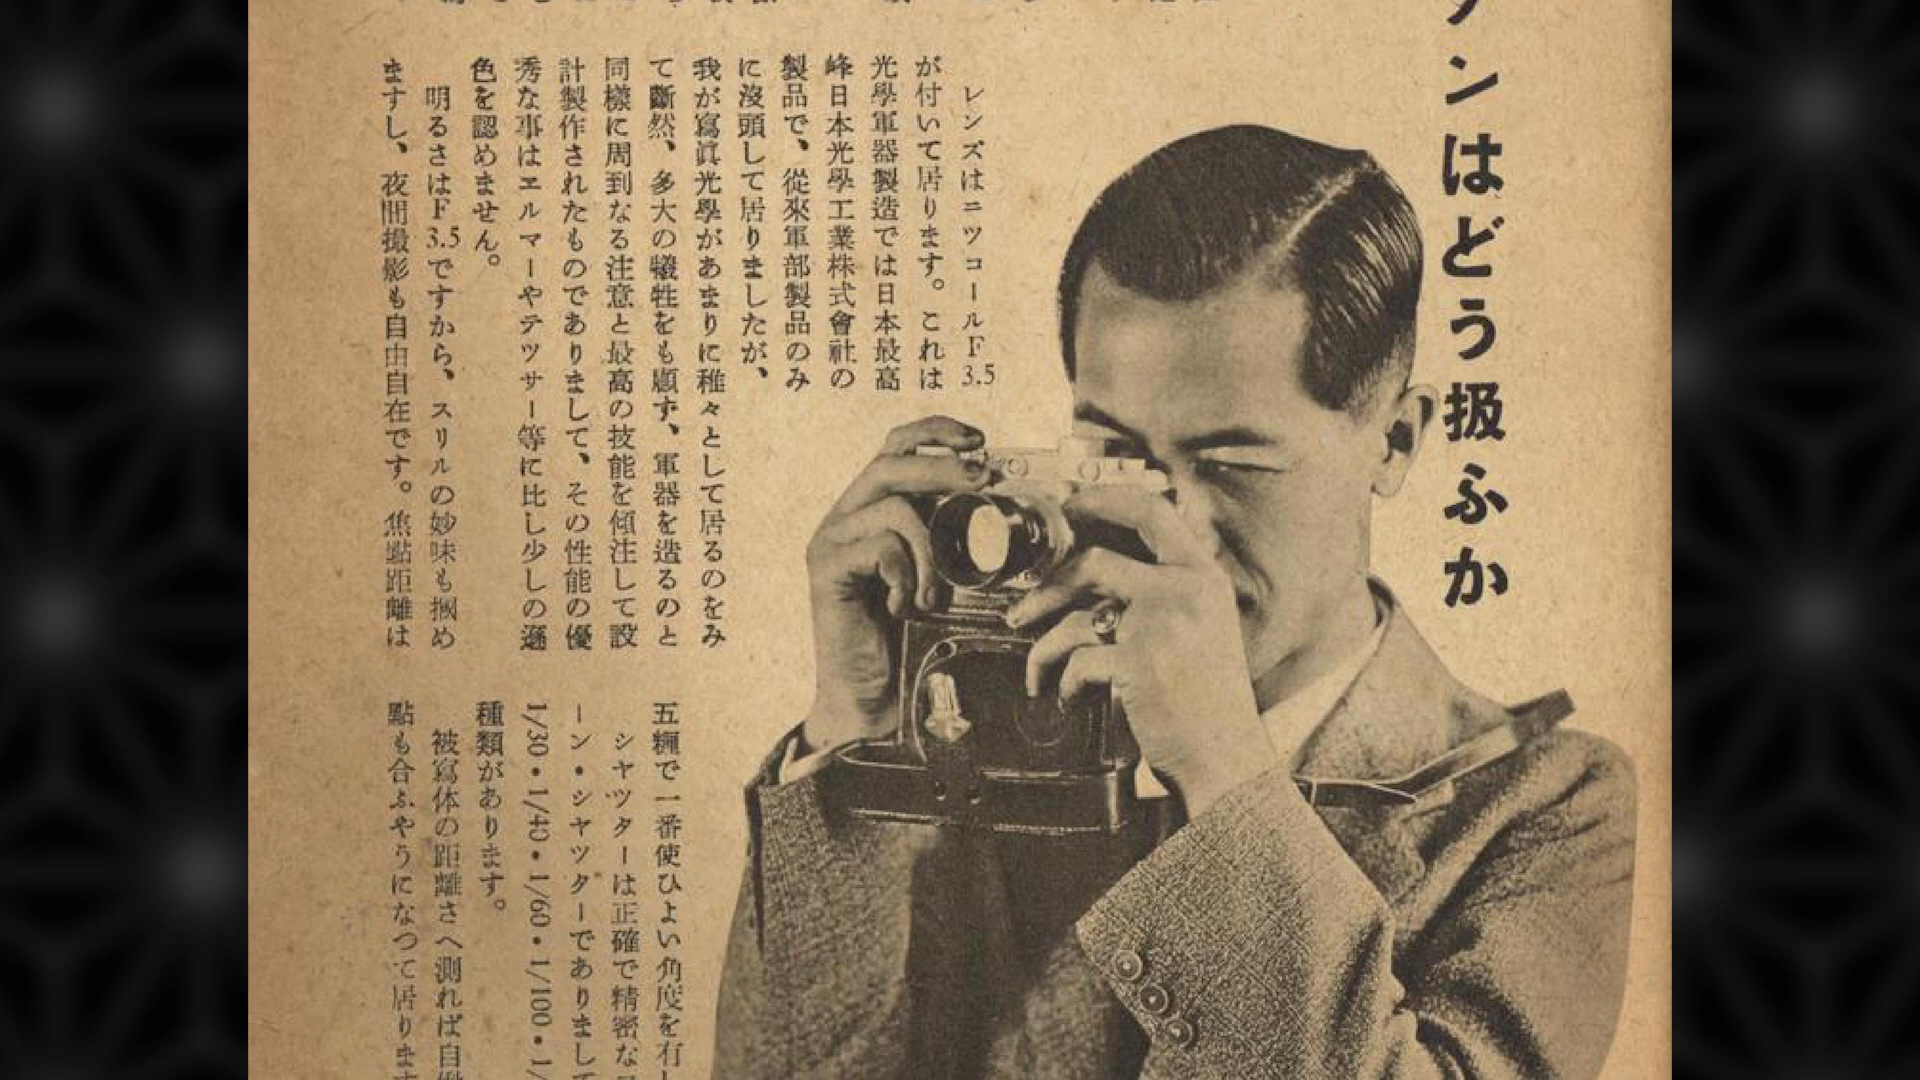 ンはどう扱ふか
レンズはニツコールF3.5
が付いて居ります。これは
光學軍器製造では日本最高
峰日本光學工業株式會社の
製品で、從來軍部製品のみ
に沒頭して居りましたが、
我が寫眞光學があまりに稚々として居るのをみ
て斷然、多大の犠牲をも顧ず、軍器を造るのと
同樣に周到なる注意と最高の技能を傾注して設
計製作されたものでありまして、その性能の優
秀な事はエルマーやテツサー等に比し少しの遜
色を認めません。
明るさはF3.5ですから、スリルの妙味も摑め
ますし、夜間撮影も自由自在です。焦點距離は
五糎で一番使ひよい角度を有し
シヤツターは正確で精密な
ーン・シヤツターでありまして
1/30・1/40・1/60・1/100・1/
種類があります。
被寫体の距離さへ測れば自働
點も合ふやうになつて居ります